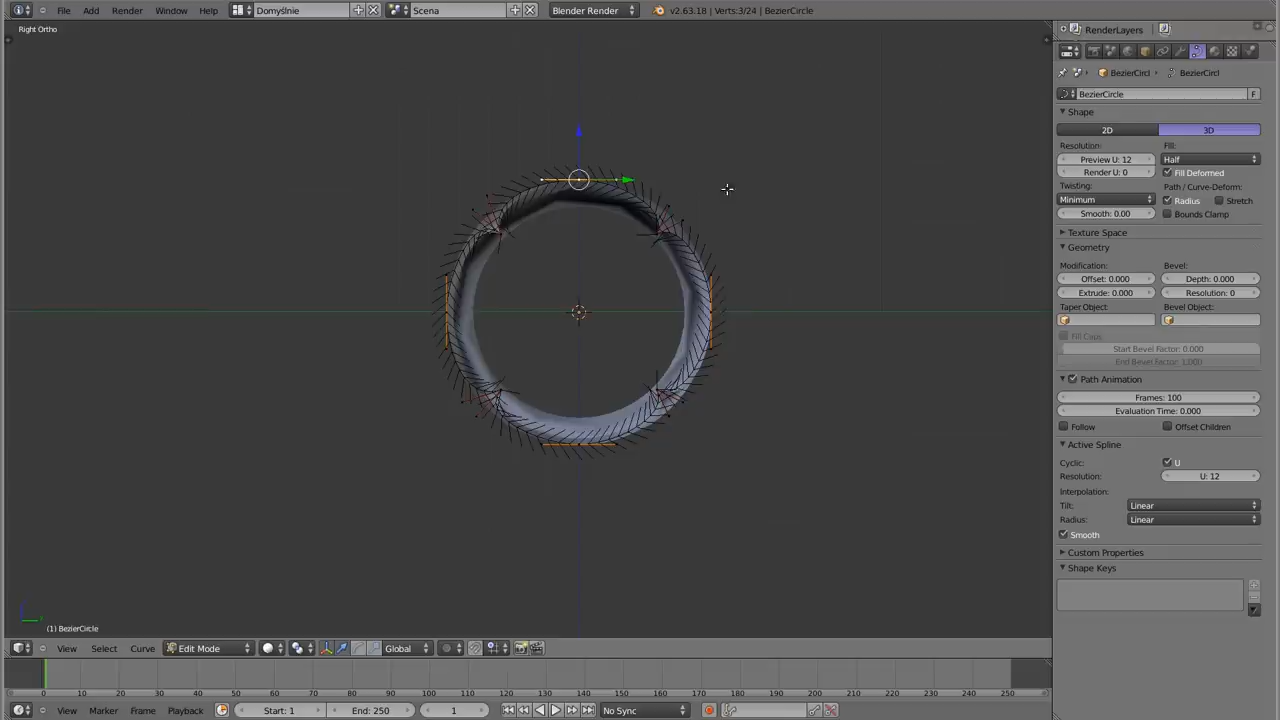 File Add Render Window Help Domyślnie Scena Blender Render v2.63.18 | Verts:3/24 | BezierCircle
Right Ortho
RenderLayers
BezierCircl BezierCircl
BezierCircle F
Shape
2D 3D
Resolution: Fill:
Preview U: 12 Half
Render U: 0 Fill Deformed
Twisting: Path / Curve-Deform:
Minimum Radius Stretch
Smooth: 0.00 Bounds Clamp
Texture Space
Geometry
Modification: Bevel:
Offset: 0.000 Depth: 0.000
Extrude: 0.000 Resolution: 0
Taper Object: Bevel Object:
Fill Caps
Start Bevel Factor: 0.000
End Bevel Factor: 1.000
Path Animation
Frames: 100
Evaluation Time: 0.000
Follow Offset Children
Active Spline
Cyclic: U
Resolution: U: 12
Interpolation:
Tilt: Linear
Radius: Linear
Smooth
Custom Properties
Shape Keys
(1) BezierCircle
View Select Curve Edit Mode Global
0 10 20 30 40 50 60 70 80 90 100 110 120 130 140 150 160 170 180 190 200 210 220 230 240 250
View Marker Frame Playback Start: 1 End: 250 1 No Sync